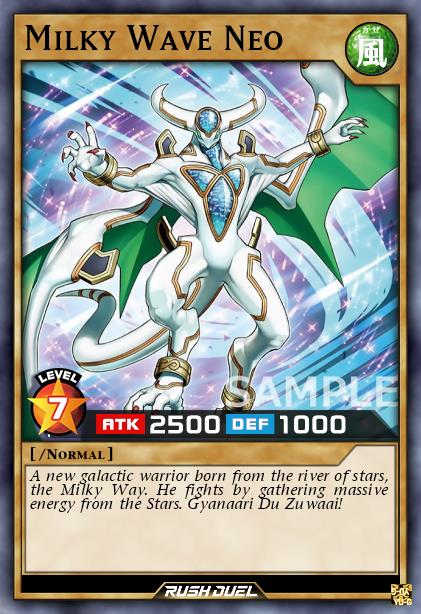 Milky Wave Neo
かぜ
風
SAMPLE
LEVEL
7
ATK 2500 DEF 1000
[ /Normal]
A new galactic warrior born from the river of stars,
the Milky Way. He fights by gathering massive
energy from the Stars. Gyanaari Du Zuwaai!
RUSH DUEL